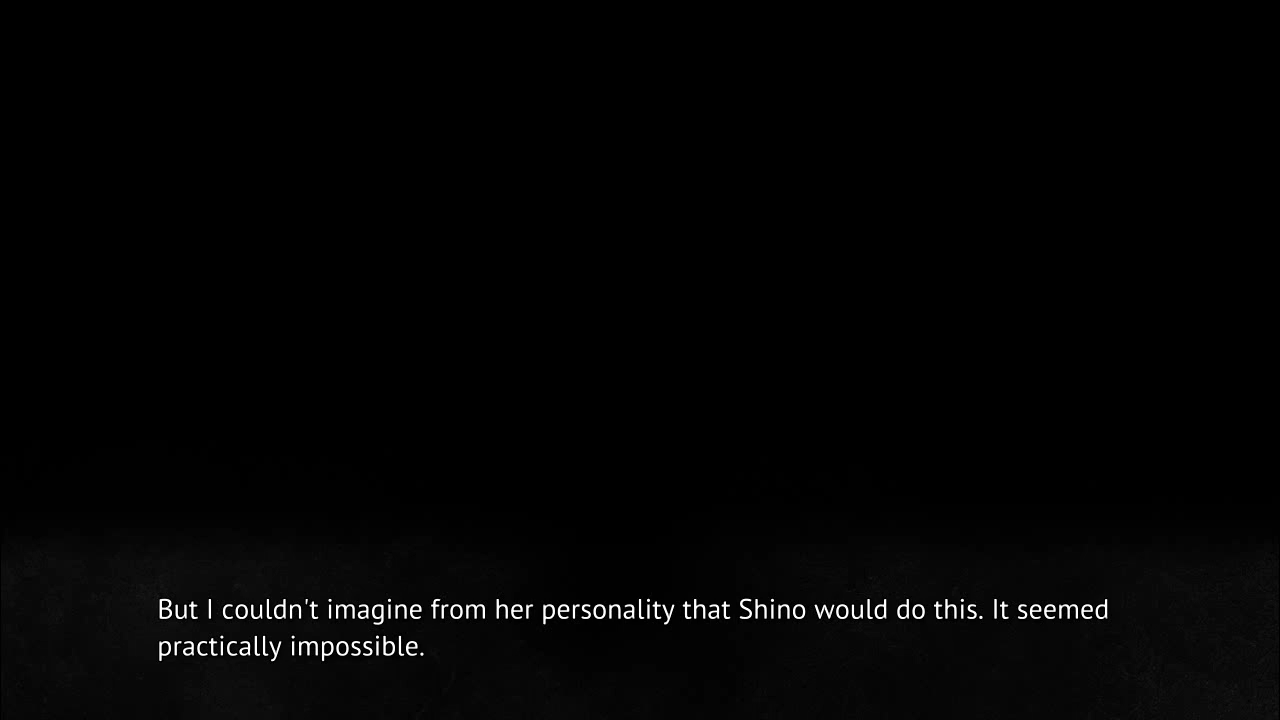 But I couldn't imagine from her personality that Shino would do this. It seemed
practically impossible.